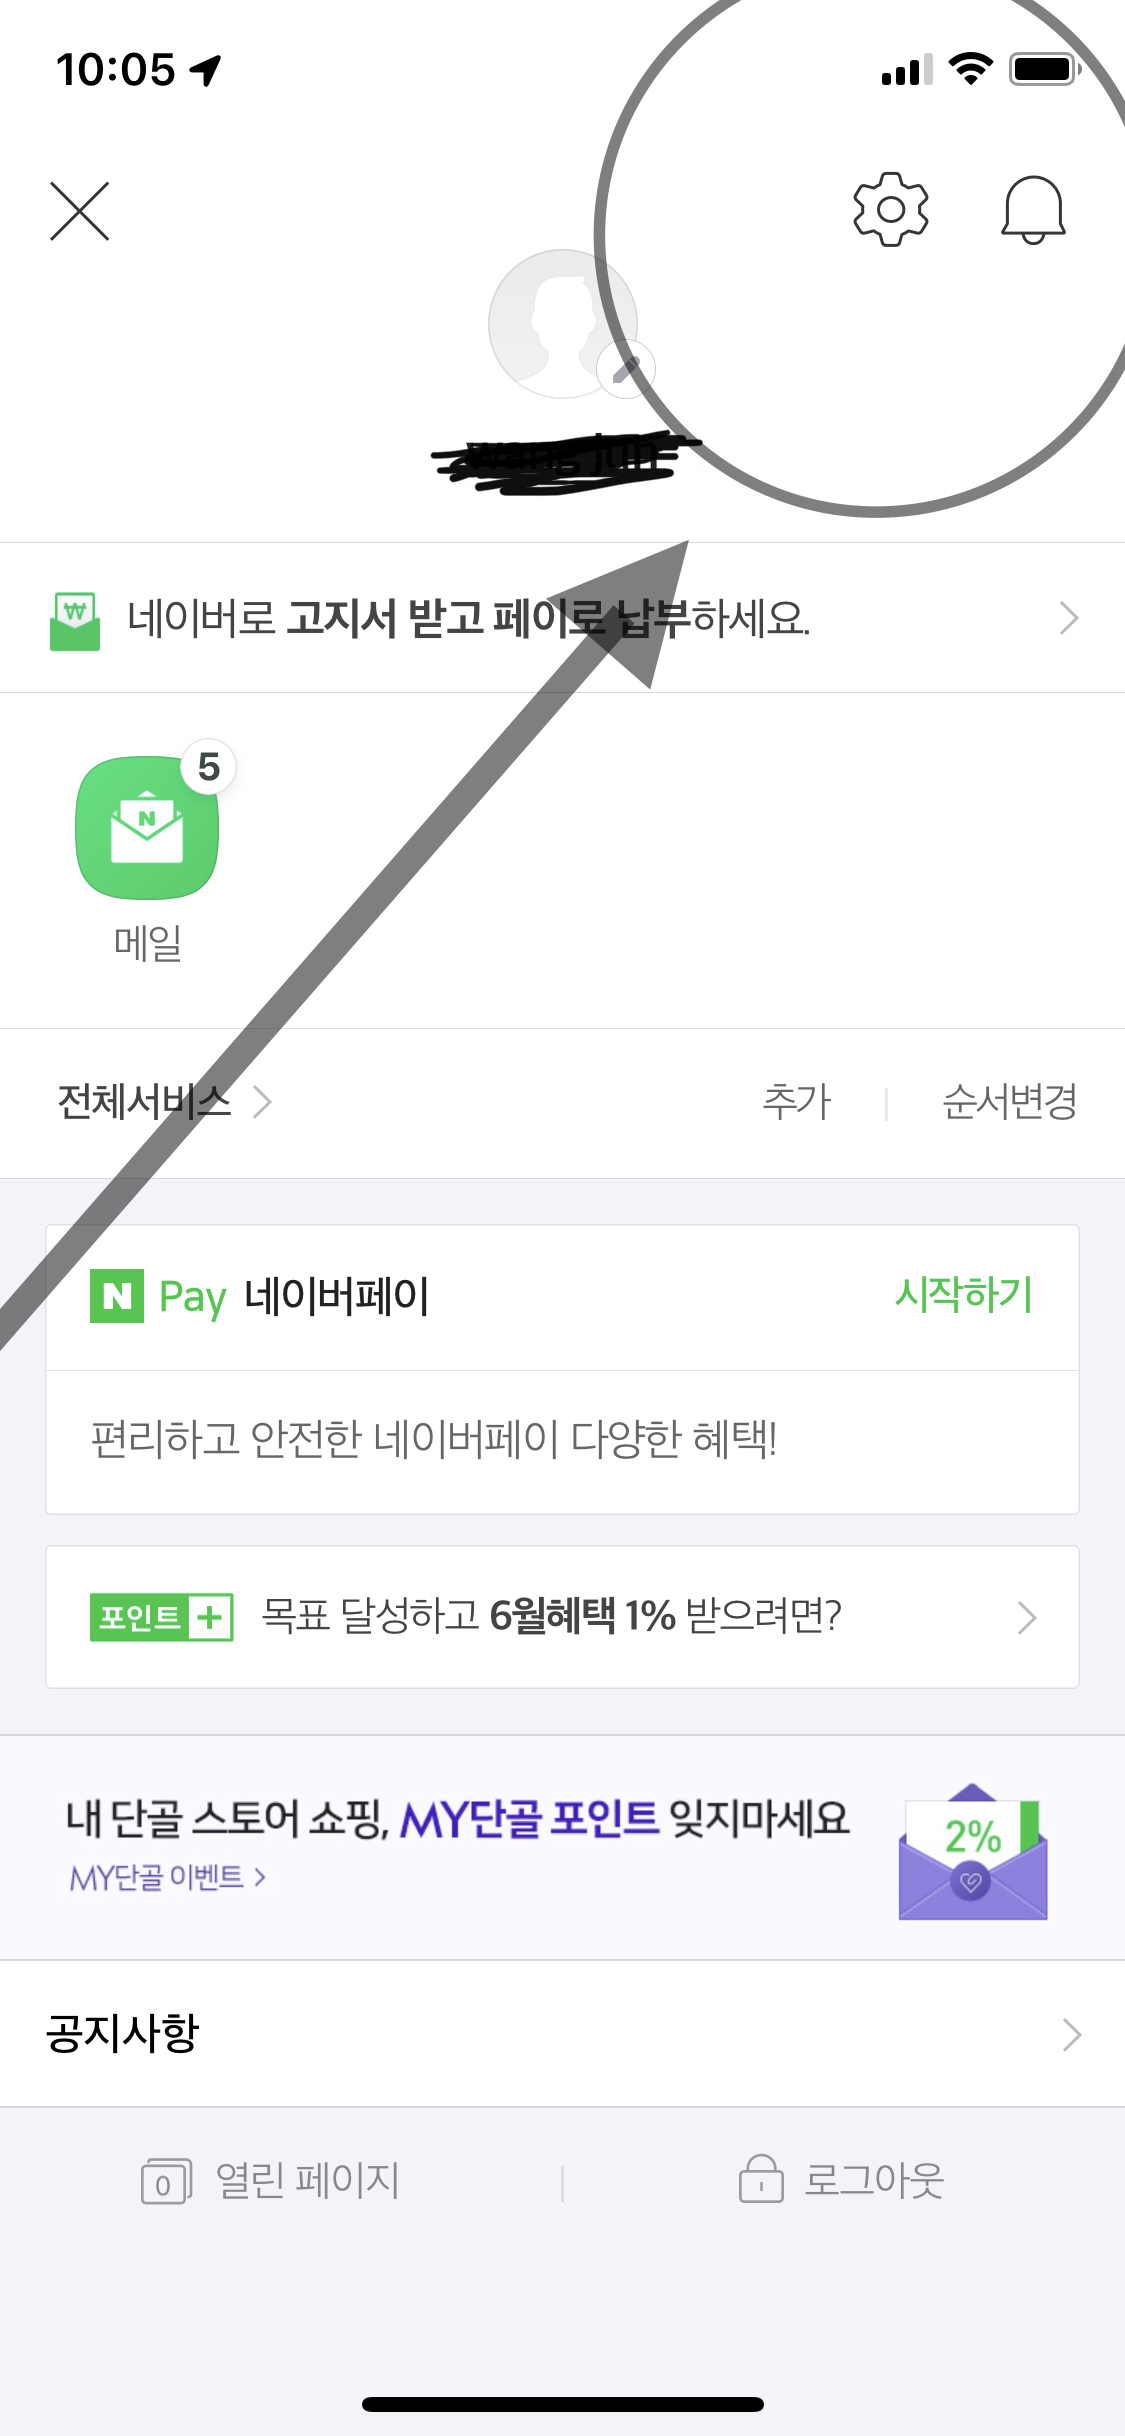 10:05
네이버로 고지서 받고 페이로 납부하세요.
5
메일
전체서비스
추가
순서변경
N Pay 네이버페이
시작하기
편리하고 안전한 네이버페이 다양한 혜택!
포인트+ 목표 달성하고 6월혜택 1% 받으려면?
내 단골 스토어 쇼핑, MY단골 포인트 잊지마세요
MY단골 이벤트 >
2%
공지사항
0 열린 페이지
로그아웃